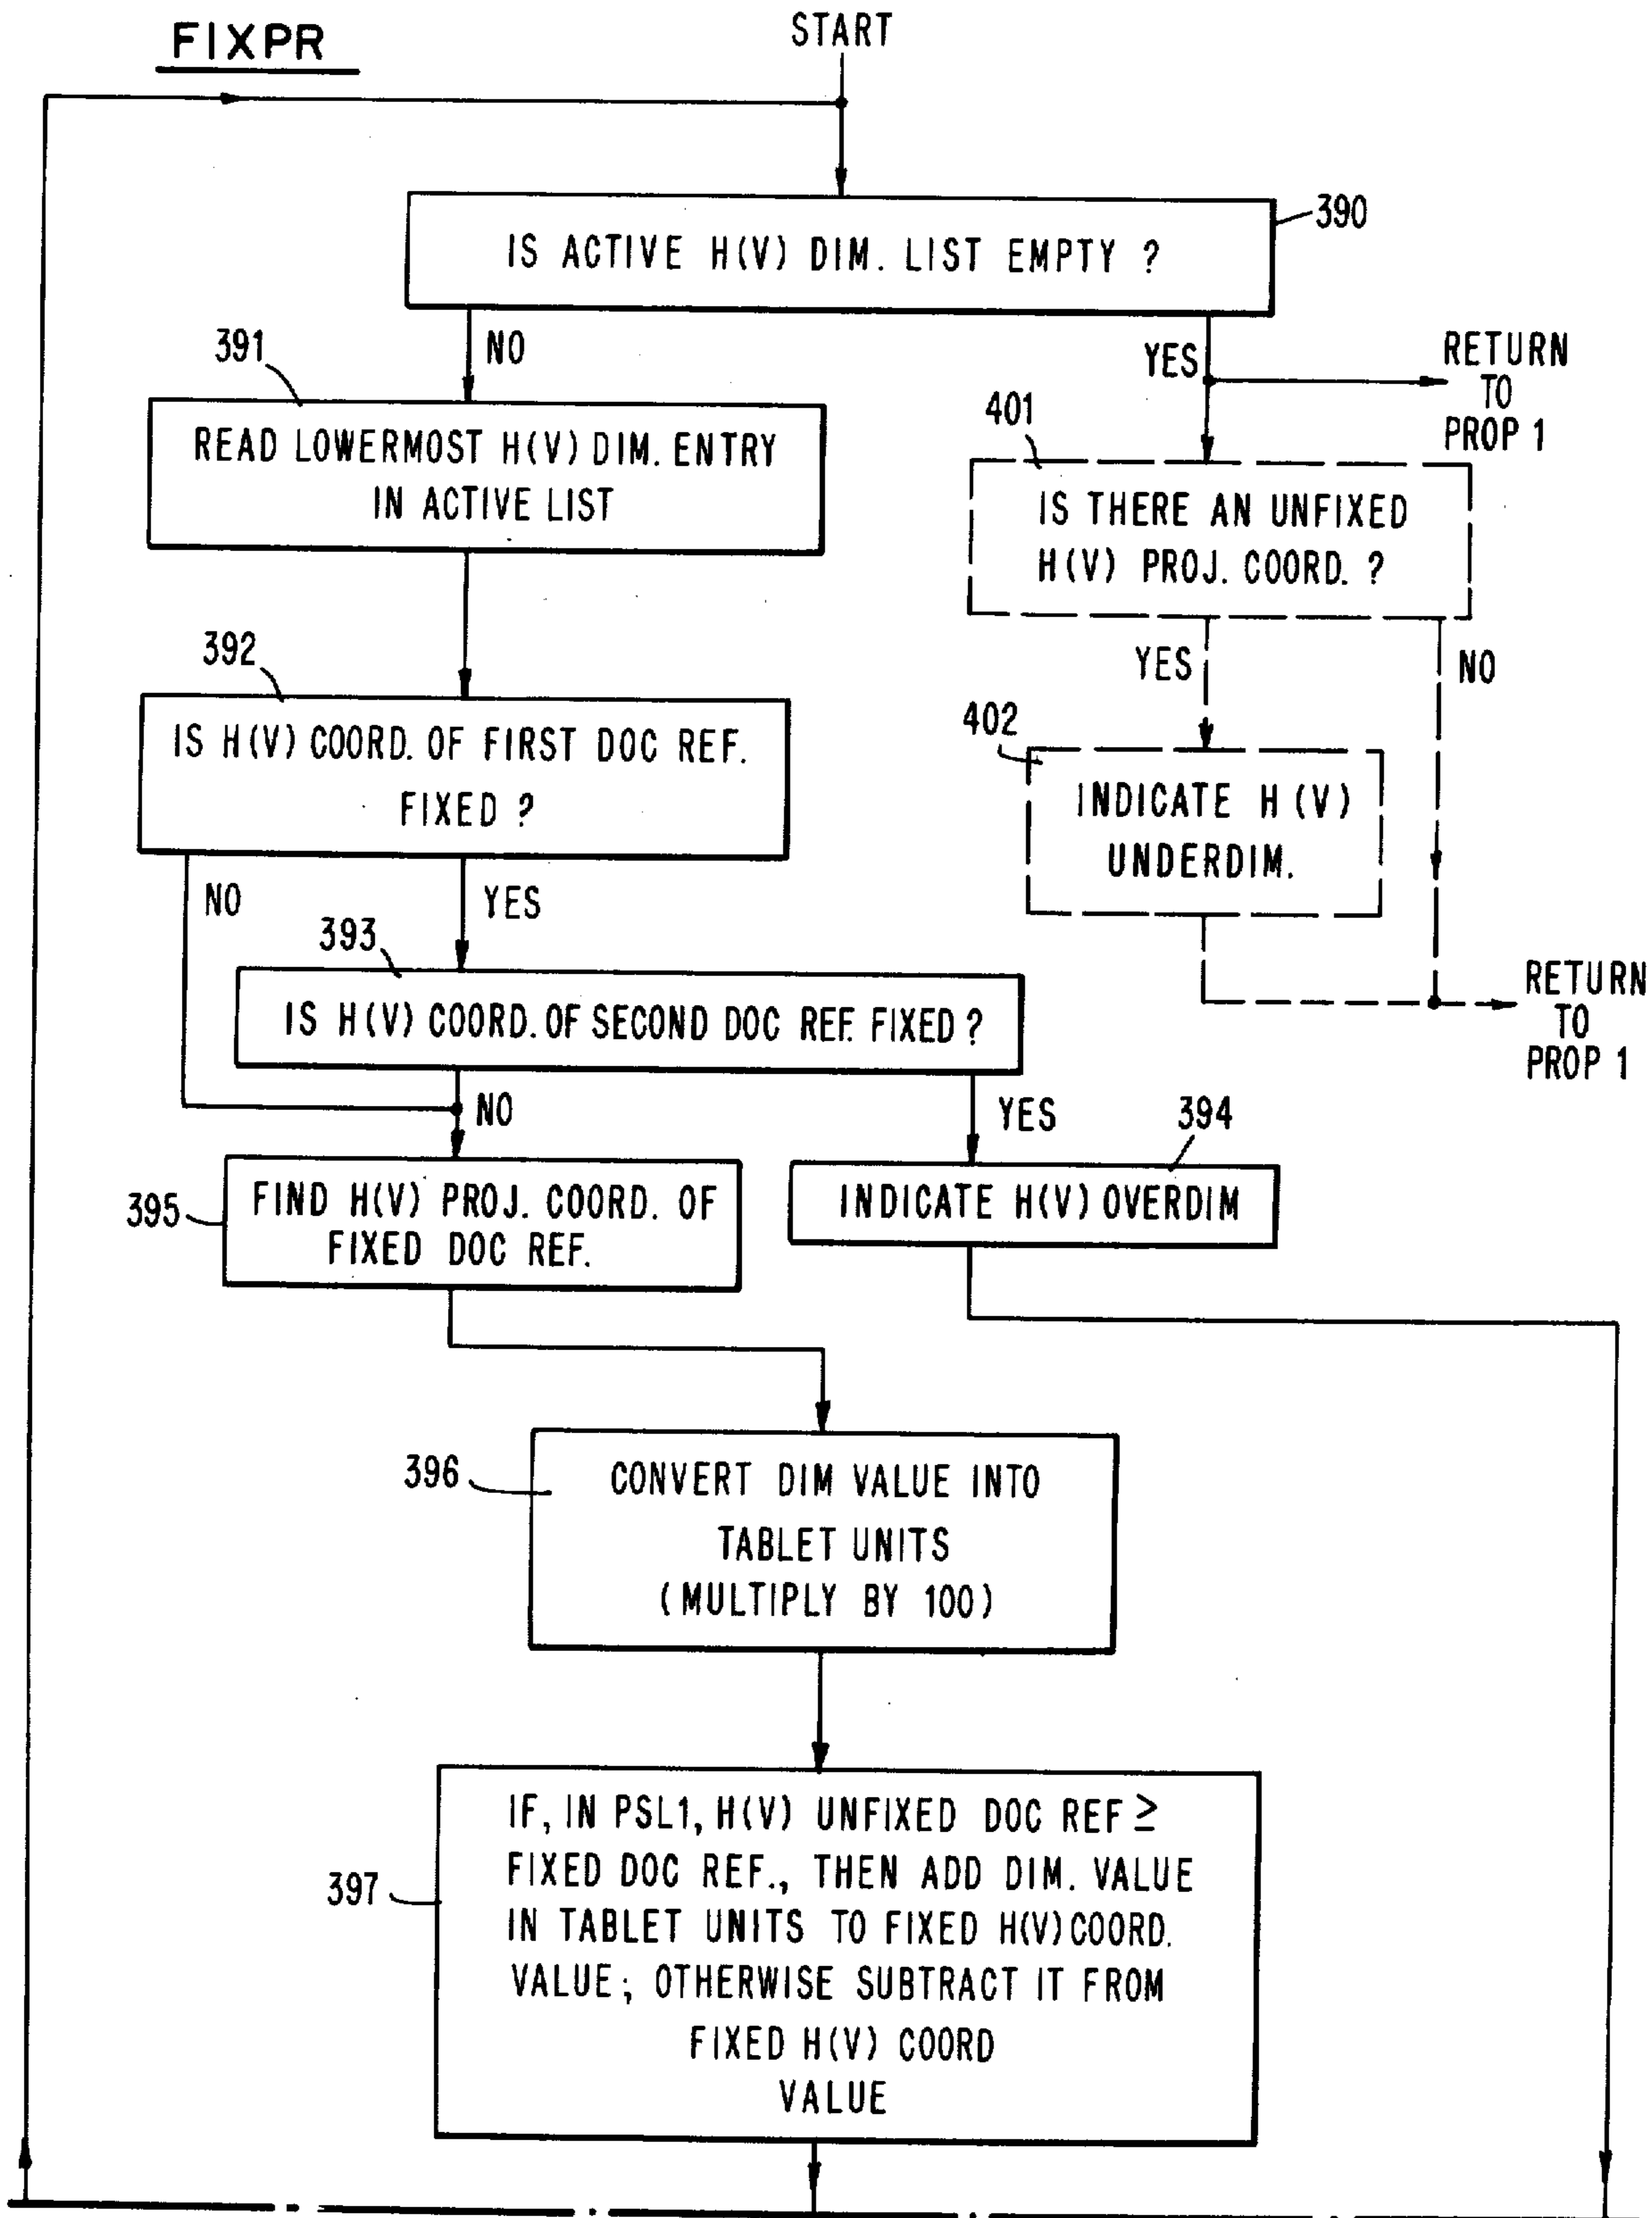 FIXPR
START
390
IS ACTIVE H(V) DIM. LIST EMPTY ?
NO
YES
RETURN
TO
PROP 1
391
READ LOWERMOST H(V) DIM. ENTRY
IN ACTIVE LIST
401
IS THERE AN UNFIXED
H(V) PROJ. COORD. ?
YES
NO
392
IS H(V) COORD. OF FIRST DOC REF.
FIXED ?
402
INDICATE H (V)
UNDERDIM.
NO
YES
RETURN
TO
PROP 1
393
IS H(V) COORD. OF SECOND DOC REF. FIXED ?
NO
YES
394
INDICATE H(V) OVERDIM
395
FIND H(V) PROJ. COORD. OF
FIXED DOC REF.
396
CONVERT DIM VALUE INTO
TABLET UNITS
(MULTIPLY BY 100)
397
IF, IN PSL1, H(V) UNFIXED DOC REF ≥
FIXED DOC REF., THEN ADD DIM. VALUE
IN TABLET UNITS TO FIXED H(V) COORD.
VALUE; OTHERWISE SUBTRACT IT FROM
FIXED H(V) COORD
VALUE